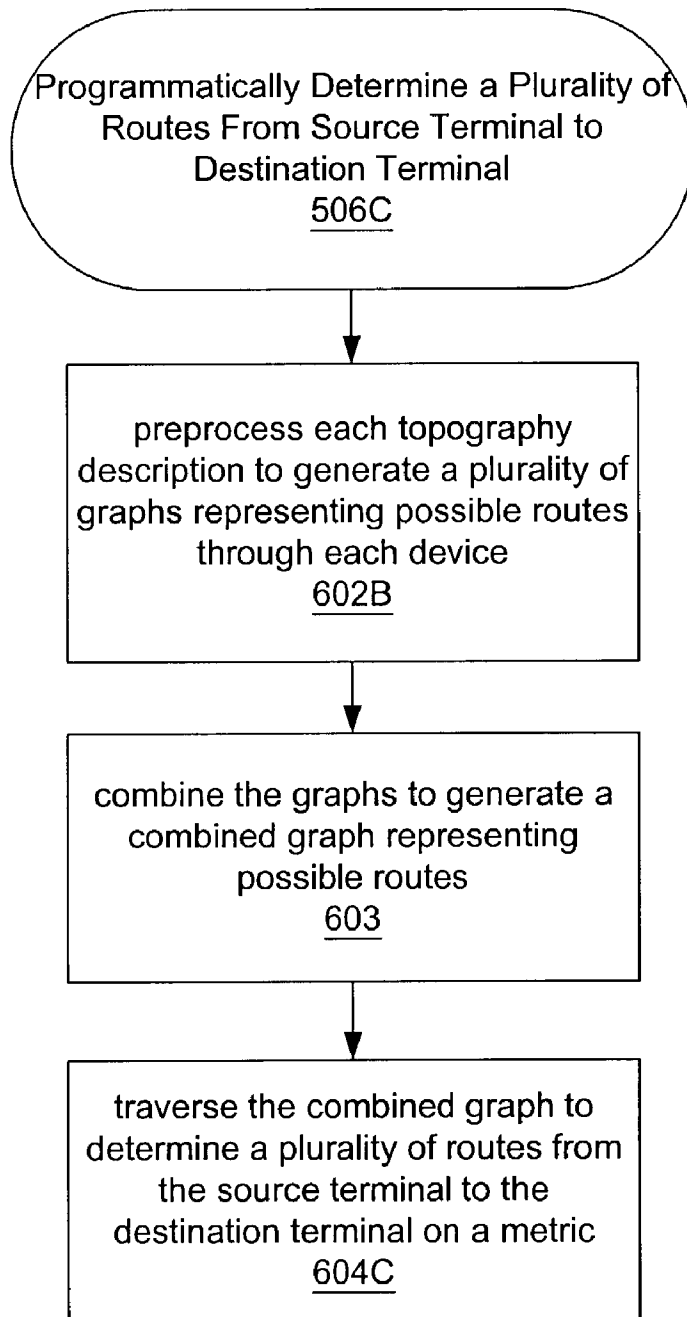 Programmatically Determine a Plurality of
Routes From Source Terminal to
Destination Terminal
506C
preprocess each topography
description to generate a plurality of
graphs representing possible routes
through each device
602B
combine the graphs to generate a
combined graph representing
possible routes
603
traverse the combined graph to
determine a plurality of routes from
the source terminal to the
destination terminal on a metric
604C